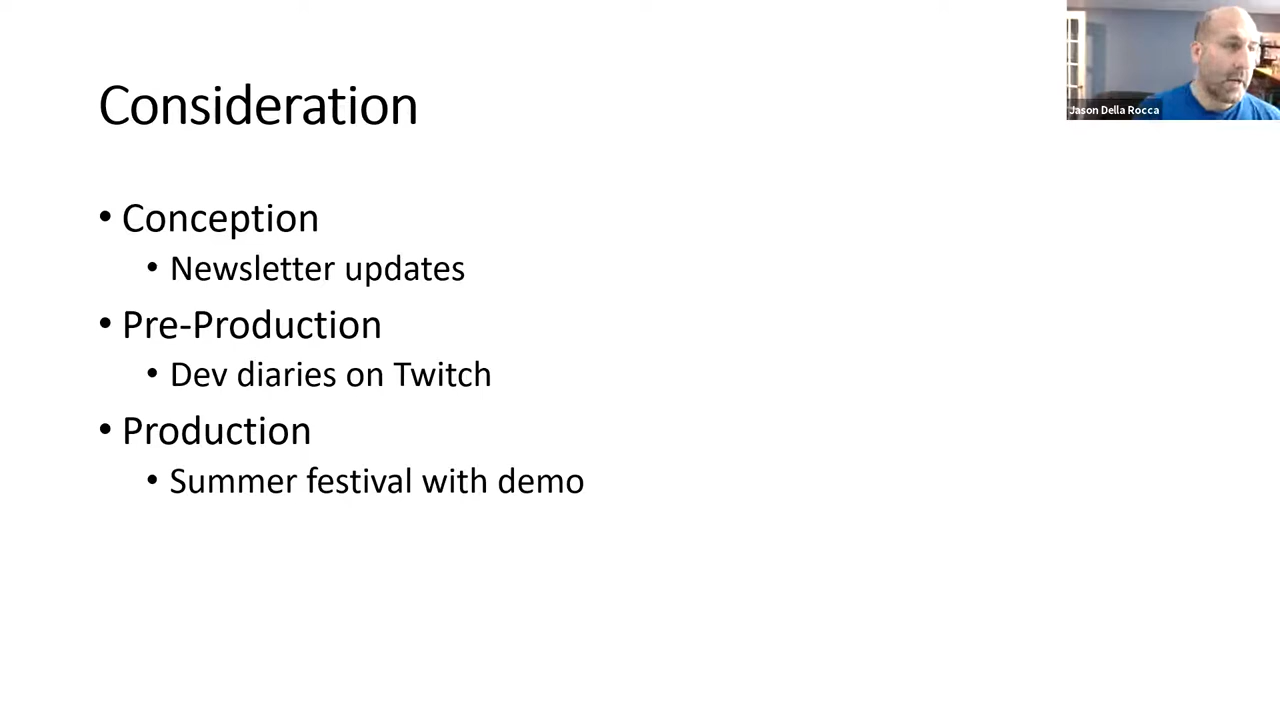 Consideration
• Conception
• Newsletter updates
• Pre-Production
• Dev diaries on Twitch
• Production
• Summer festival with demo
Jason Della Rocca